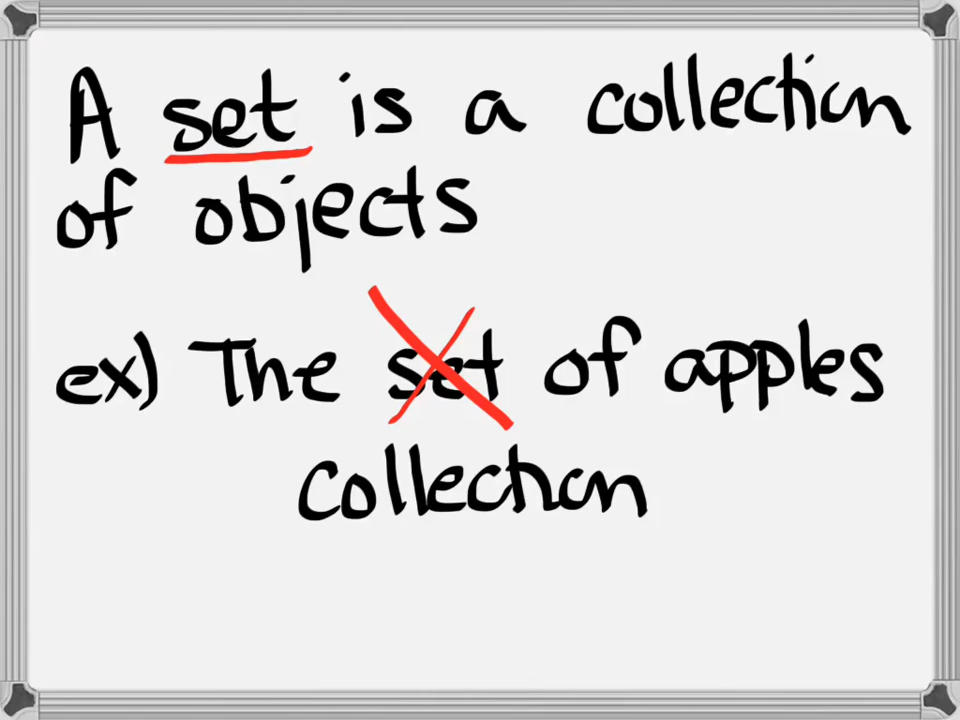 A set is a collection
of objects
ex) The set of apples
collection